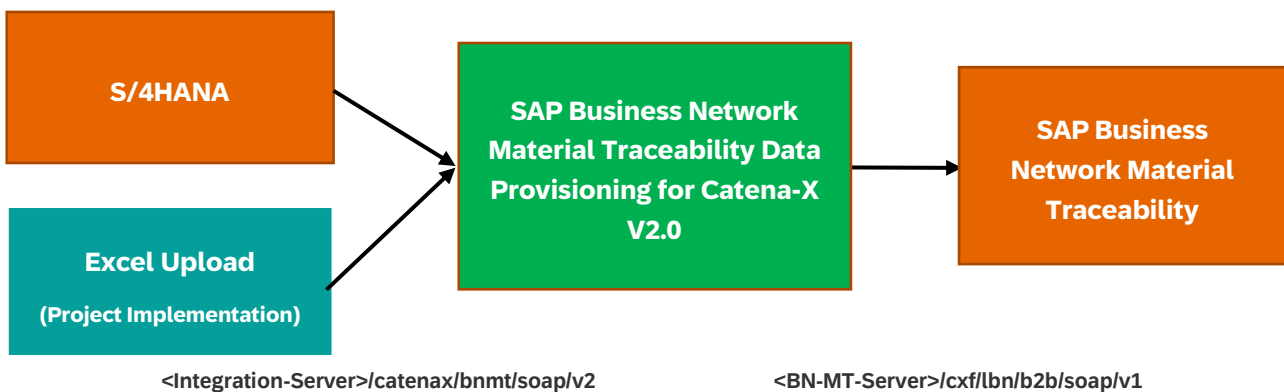 S/4HANA
Excel Upload
(Project Implementation)
SAP Business Network
Material Traceability Data
Provisioning for Catena-X
V2.0
SAP Business
Network Material
Traceability
<Integration-Server>/catenax/bnmt/soap/v2
<BN-MT-Server>/cxf/lbn/b2b/soap/v1